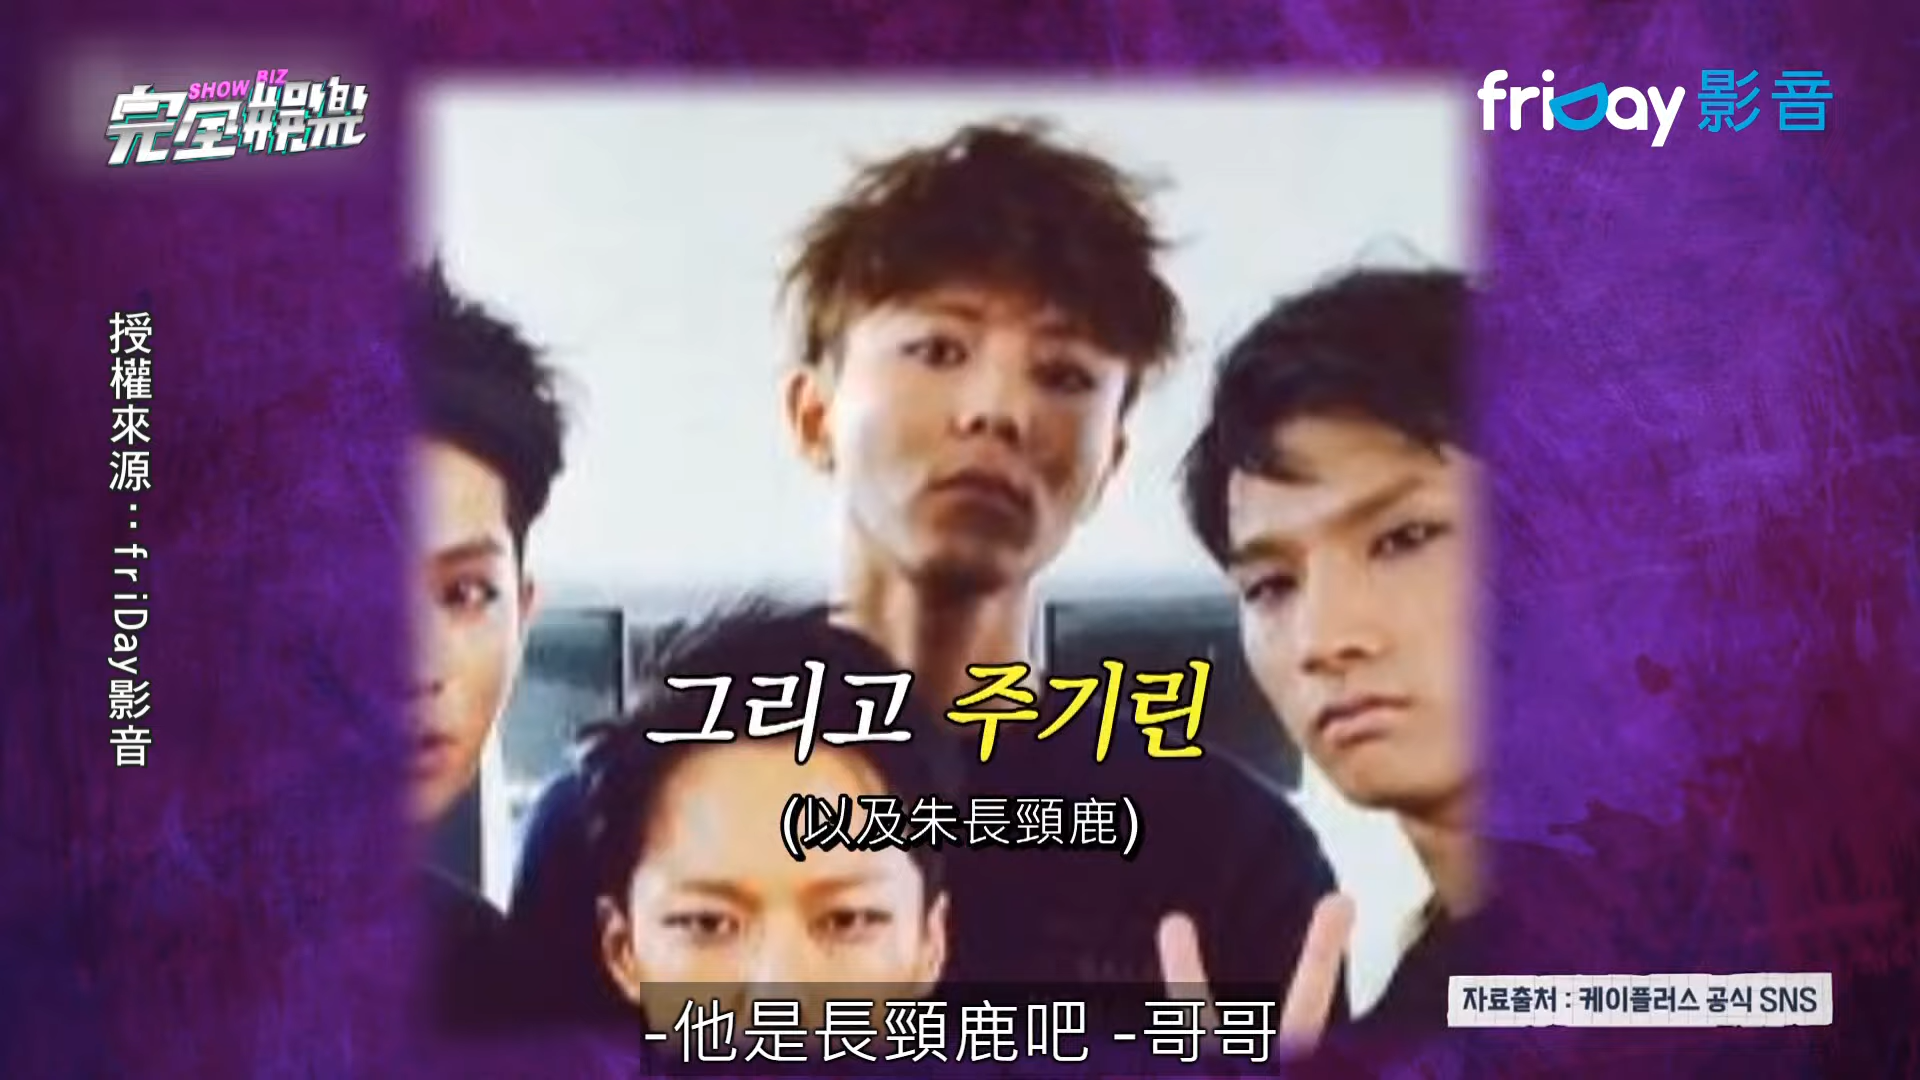 SHOW BIZ
完全娛樂
friDay影音
授權來源：friDay影音
그리고 주기린
(以及朱長頸鹿)
자료출처 : 케이플러스 공식 SNS
-他是長頸鹿吧 -哥哥